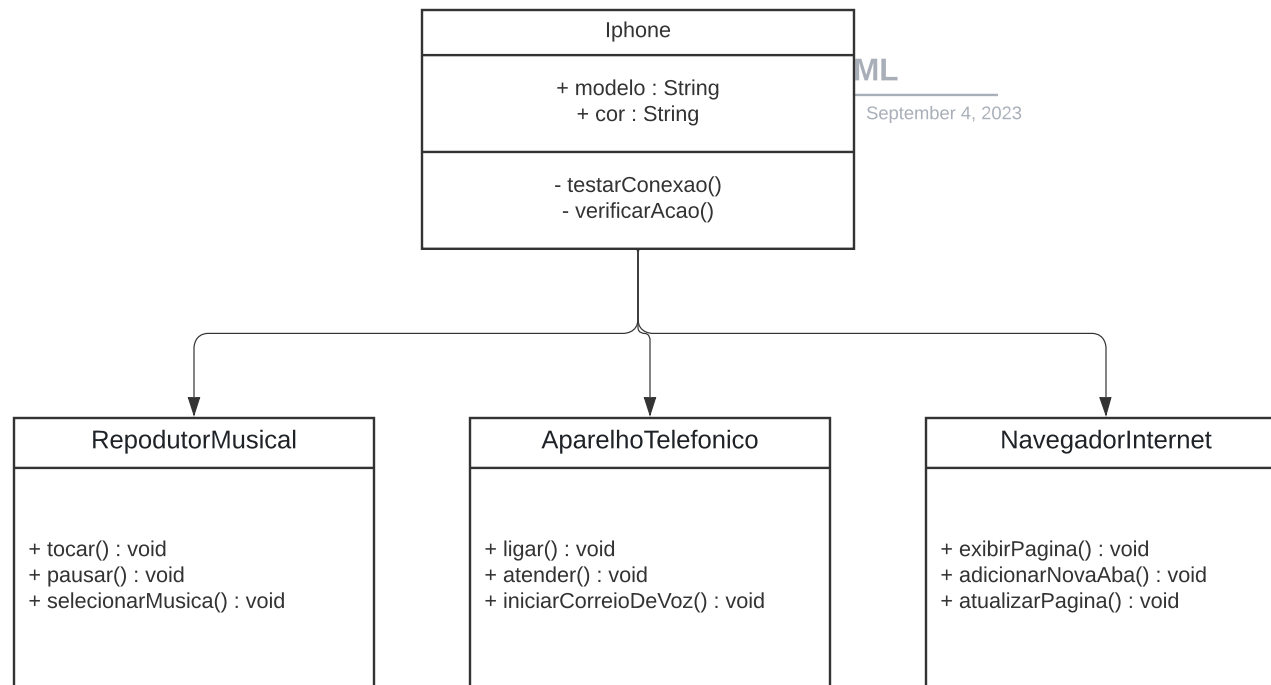 Iphone
+ modelo : String
+ cor : String
- testarConexao()
- verificarAcao()
ML
September 4, 2023
RepodutorMusical
+ tocar() : void
+ pausar() : void
+ selecionarMusica() : void
AparelhoTelefonico
+ ligar() : void
+ atender() : void
+ iniciarCorreioDeVoz() : void
NavegadorInternet
+ exibirPagina() : void
+ adicionarNovaAba() : void
+ atualizarPagina() : void